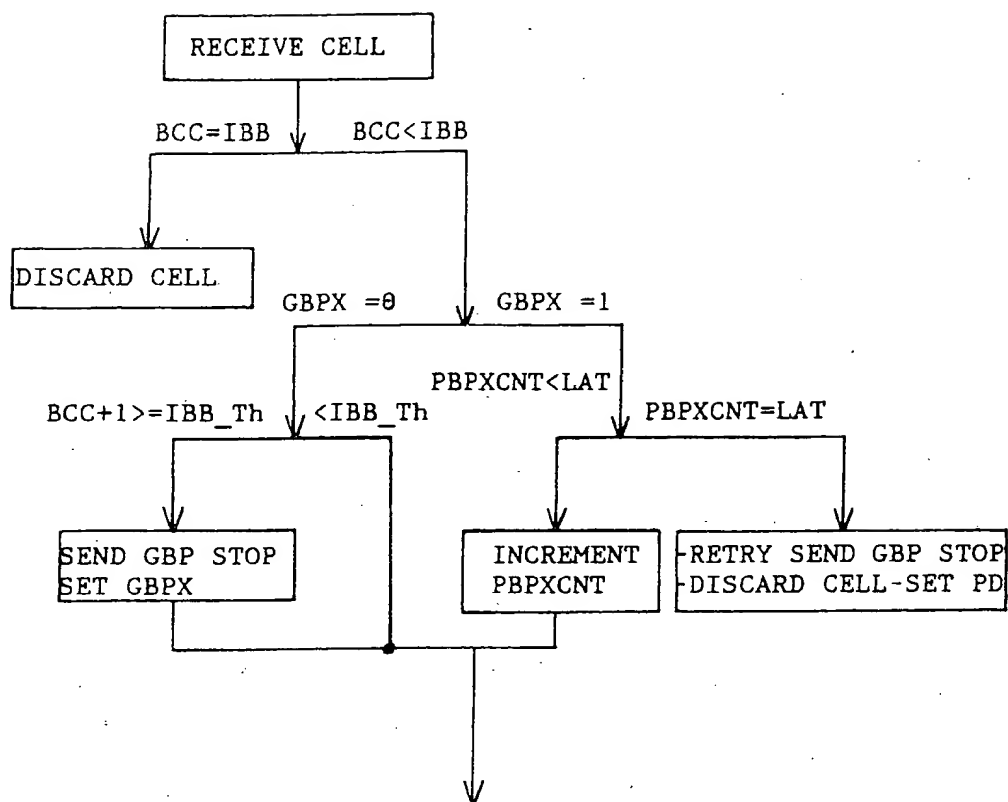 RECEIVE CELL
BCC=IBB
BCC<IBB
DISCARD CELL
GBPX =0
GBPX =1
PBPXCNT<LAT
BCC+1>=IBB_Th
<IBB_Th
PBPXCNT=LAT
SEND GBP STOP
SET GBPX
INCREMENT
PBPXCNT
-RETRY SEND GBP STOP
-DISCARD CELL-SET PD